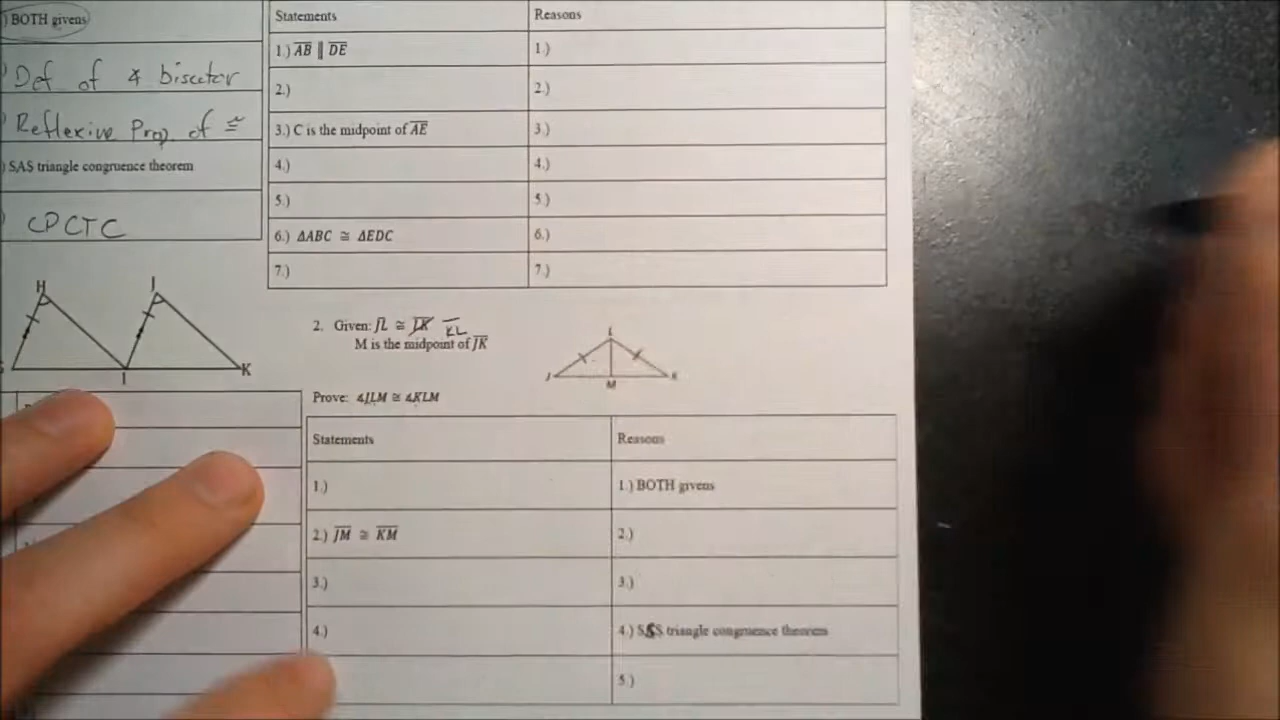 ) BOTH givens
) Def of ∡ bisector
) Reflexive Prop. of ≅
) SAS triangle congruence theorem
) CPCTC
Statements Reasons
1.) AB ∥ DE 1.)
2.) 2.)
3.) C is the midpoint of AE 3.)
4.) 4.)
5.) 5.)
6.) ΔABC ≅ ΔEDC 6.)
7.) 7.)
H J
I K
2. Given: JL ≅ KL
M is the midpoint of JK
L
J M K
Prove: ∡JLM ≅ ∡KLM
Statements Reasons
1.) 1.) BOTH givens
2.) JM ≅ KM 2.)
3.) 3.)
4.) 4.) SSS triangle congruence theorem
5.)